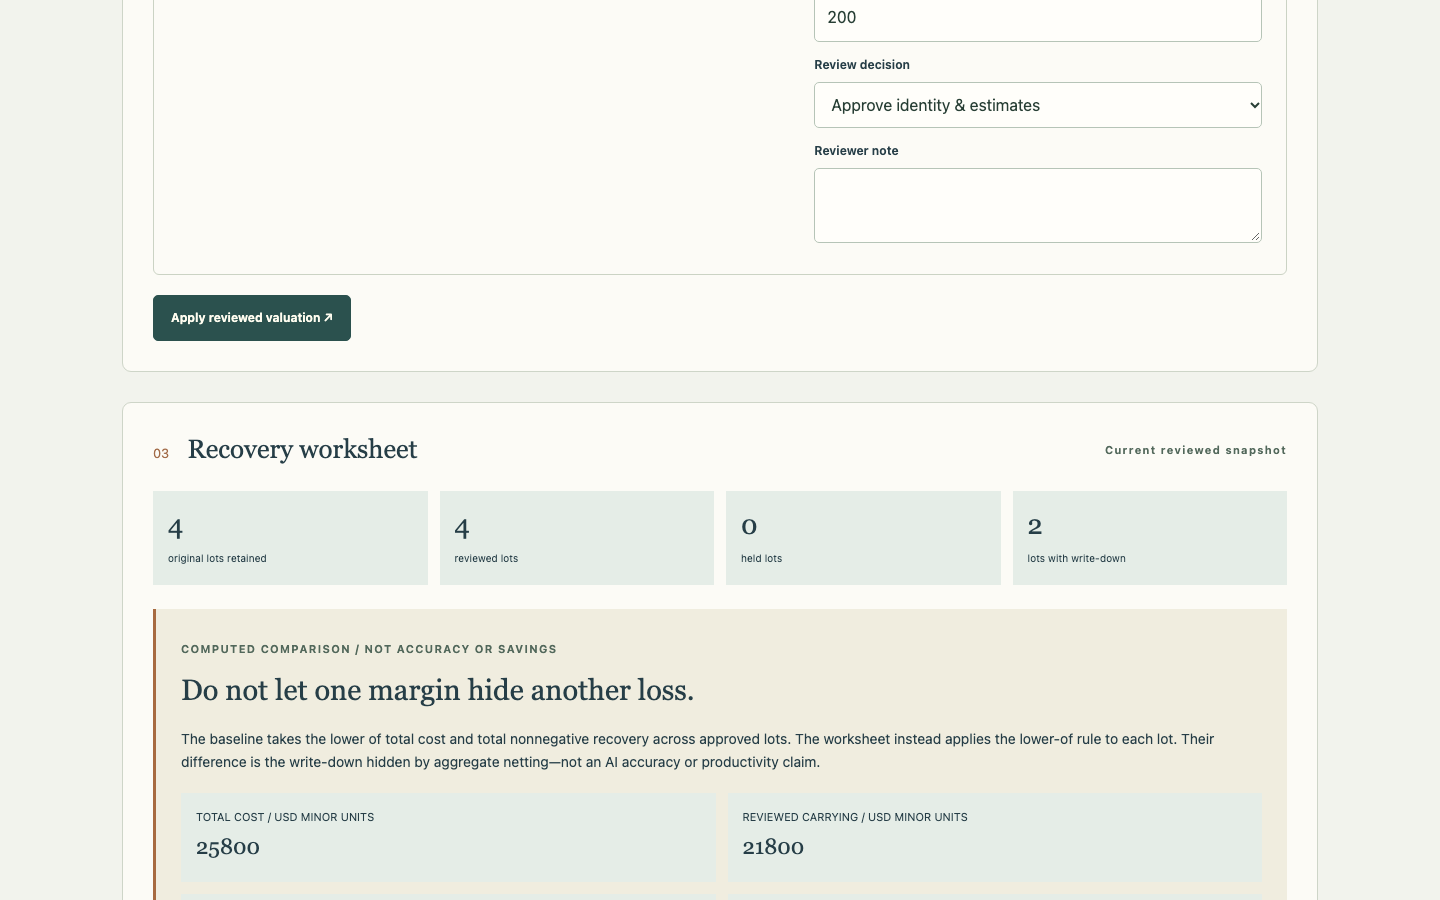 200
Review decision
Approve identity & estimates
Reviewer note
Apply reviewed valuation ↗
03 Recovery worksheet
Current reviewed snapshot
4
original lots retained
4
reviewed lots
0
held lots
2
lots with write-down
COMPUTED COMPARISON / NOT ACCURACY OR SAVINGS
Do not let one margin hide another loss.
The baseline takes the lower of total cost and total nonnegative recovery across approved lots. The worksheet instead applies the lower-of rule to each lot. Their
difference is the write-down hidden by aggregate netting—not an AI accuracy or productivity claim.
TOTAL COST / USD MINOR UNITS
25800
REVIEWED CARRYING / USD MINOR UNITS
21800